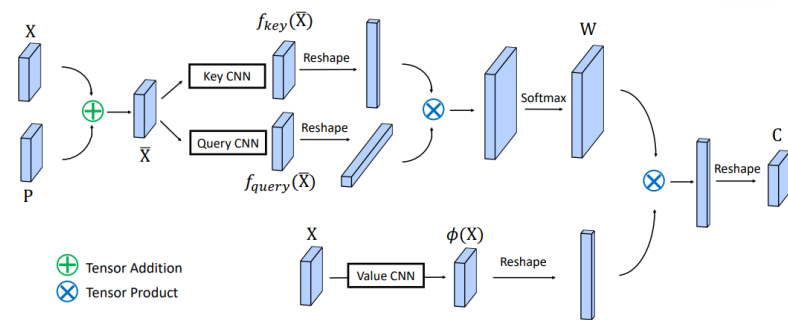 X
P
X̅
Key CNN
Query CNN
f_key(X̅)
f_query(X̅)
Reshape
Reshape
Softmax
W
Reshape
C
X
Value CNN
ϕ(X)
Reshape
Tensor Addition
Tensor Product